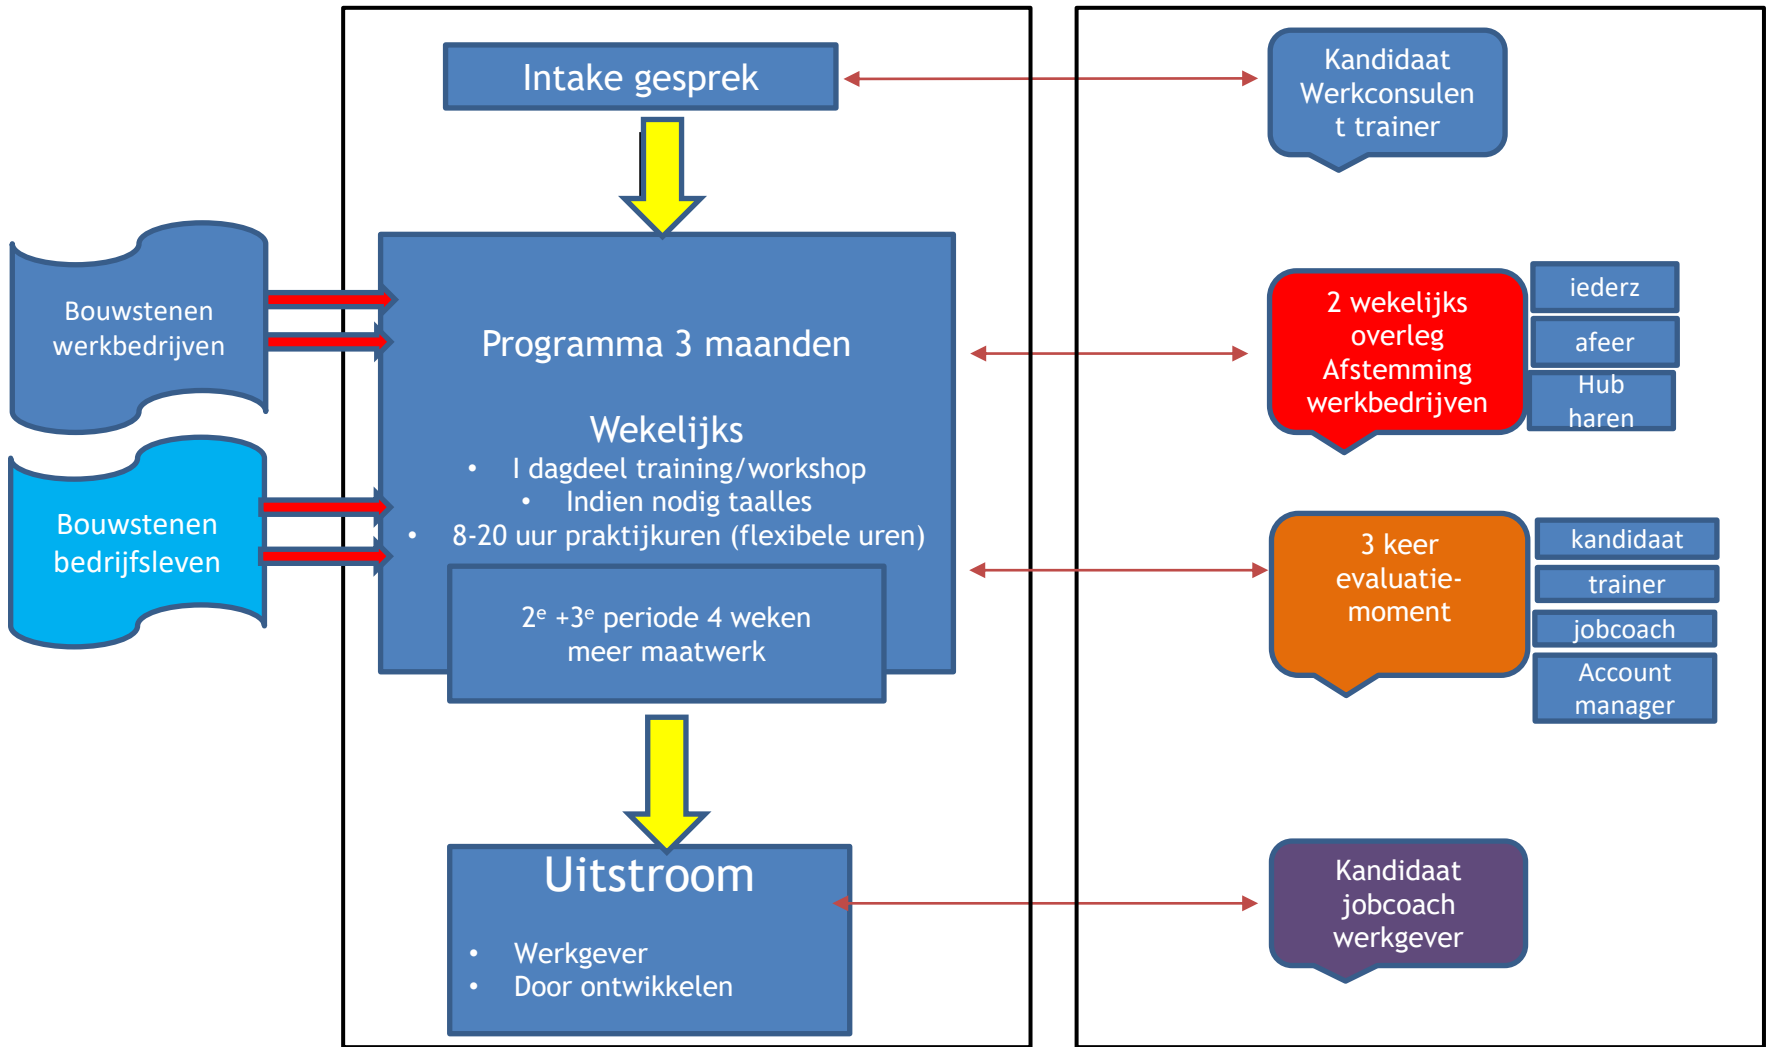 Intake gesprek
Kandidaat
Werkconsulen
t trainer
Bouwstenen
werkbedrijven
Bouwstenen
bedrijfsleven
Programma 3 maanden
Wekelijks
• I dagdeel training/workshop
• Indien nodig taalles
• 8-20 uur praktijkuren (flexibele uren)
2e +3e periode 4 weken
meer maatwerk
2 wekelijks
overleg
Afstemming
werkbedrijven
iederz
afeer
Hub
haren
3 keer
evaluatie-
moment
kandidaat
trainer
jobcoach
Account
manager
Uitstroom
• Werkgever
• Door ontwikkelen
Kandidaat
jobcoach
werkgever